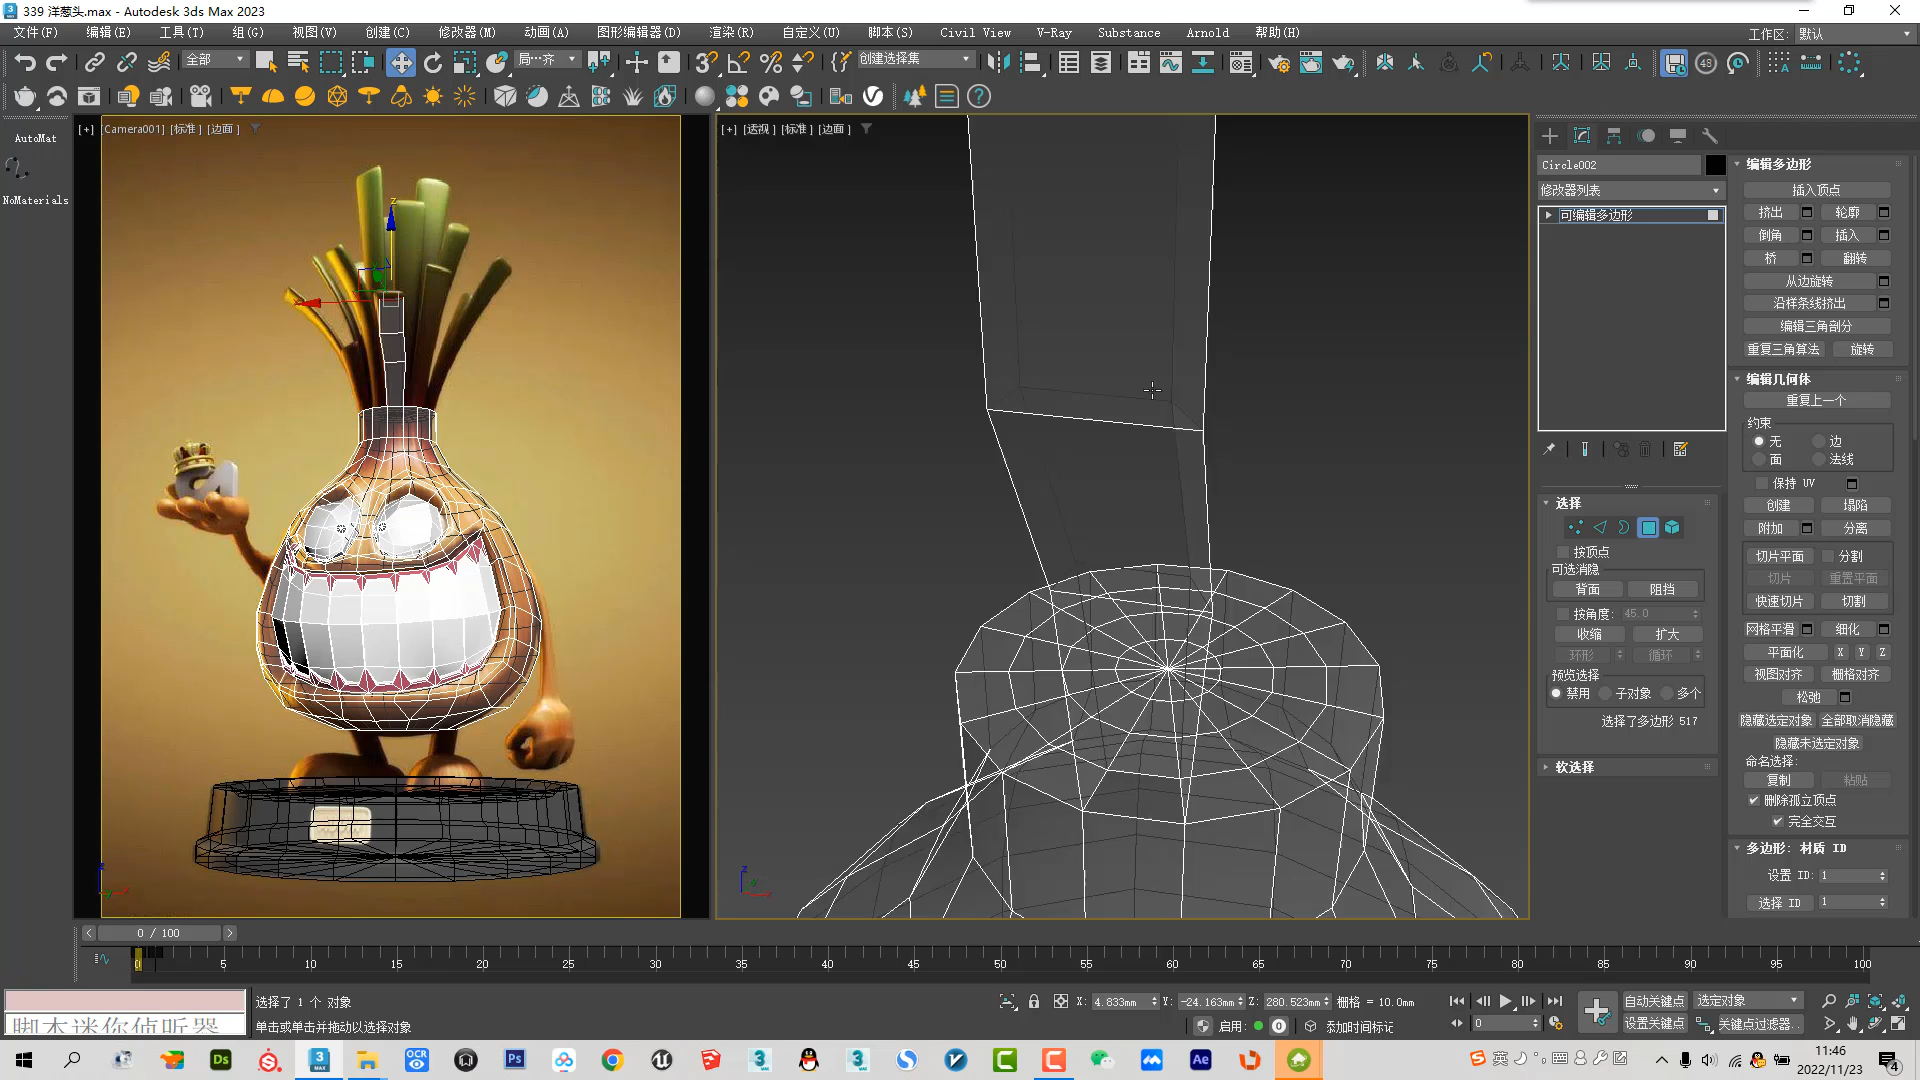 339 洋葱头.max - Autodesk 3ds Max 2023
文件(F) 编辑(E) 工具(T) 组(G) 视图(V) 创建(C) 修改器(M) 动画(A) 图形编辑器(D) 渲染(R) 自定义(U) 脚本(S) Civil View V-Ray Substance Arnold 帮助(H)
工作区: 默认
全部
局···齐
创建选择集
AutoMat
NoMaterials
[+] [Camera001] [标准] [边面]
[+] [透视] [标准] [边面]
Circle002
修改器列表
可编辑多边形
选择
按顶点
可选消隐
背面 阻挡
按角度: 45.0
收缩 扩大
环形 循环
预览选择
禁用 子对象 多个
选择了多边形 517
软选择
编辑多边形
插入顶点
挤出 轮廓
倒角 插入
桥 翻转
从边旋转
沿样条线挤出
编辑三角剖分
重复三角算法 旋转
编辑几何体
重复上一个
约束
无 边
面 法线
保持 UV
创建 塌陷
附加 分离
切片平面 分割
切片 重置平面
快速切片 切割
网格平滑 细化
平面化 X Y Z
视图对齐 栅格对齐
松弛
隐藏选定对象 全部取消隐藏
隐藏未选定对象
命名选择:
复制 粘贴
删除孤立顶点
完全交互
多边形: 材质 ID
设置 ID: 1
选择 ID 1
0 / 100
0 5 10 15 20 25 30 35 40 45 50 55 60 65 70 75 80 85 90 95 100
选择了 1 个 对象
单击或单击并拖动以选择对象
脚本迷你侦听器
X: 4.833mm Y: -24.163mm Z: 280.523mm 栅格 = 10.0mm
启用: 0 添加时间标记
0
自动关键点 选定对象
设置关键点 关键点过滤器...
英
11:46
2022/11/23
4